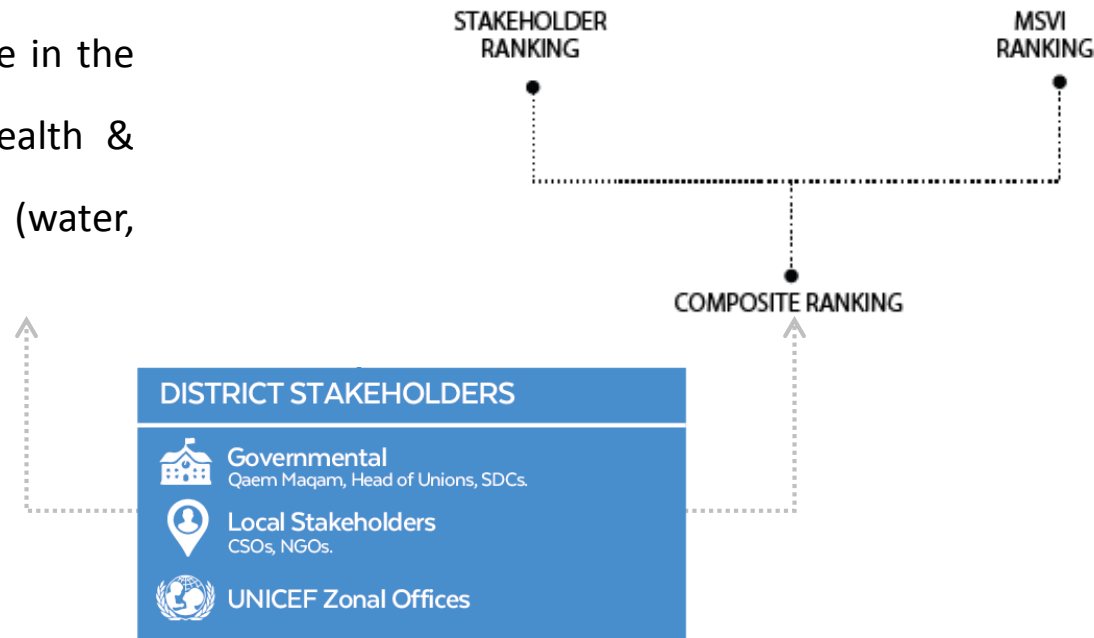 e in the
ealth &
(water,
STAKEHOLDER
RANKING
MSVI
RANKING
COMPOSITE RANKING
DISTRICT STAKEHOLDERS
Governmental
Qaem Maqam, Head of Unions, SDCs.
Local Stakeholders
CSOs, NGOs.
UNICEF Zonal Offices